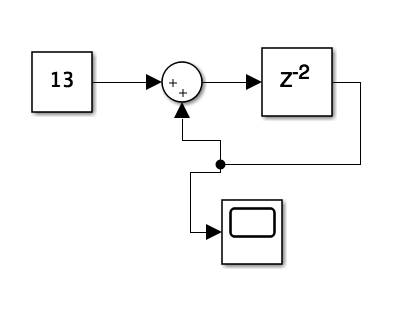 13
+
+
Z⁻²